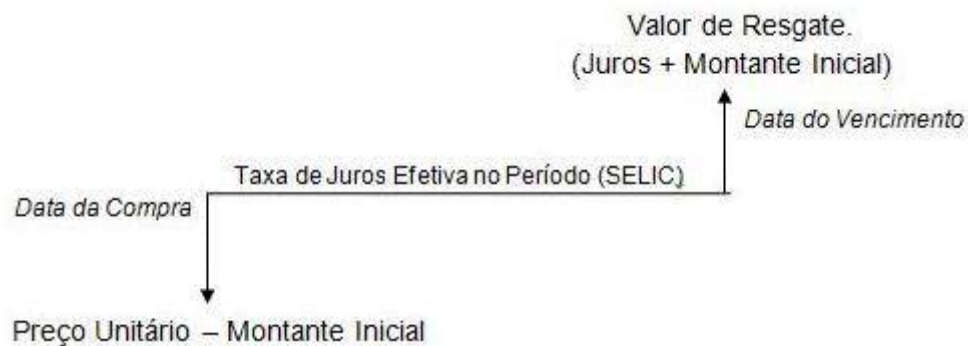 Valor de Resgate.
(Juros + Montante Inicial)
Data do Vencimento
Taxa de Juros Efetiva no Período (SELIC)
Data da Compra
Preço Unitário – Montante Inicial